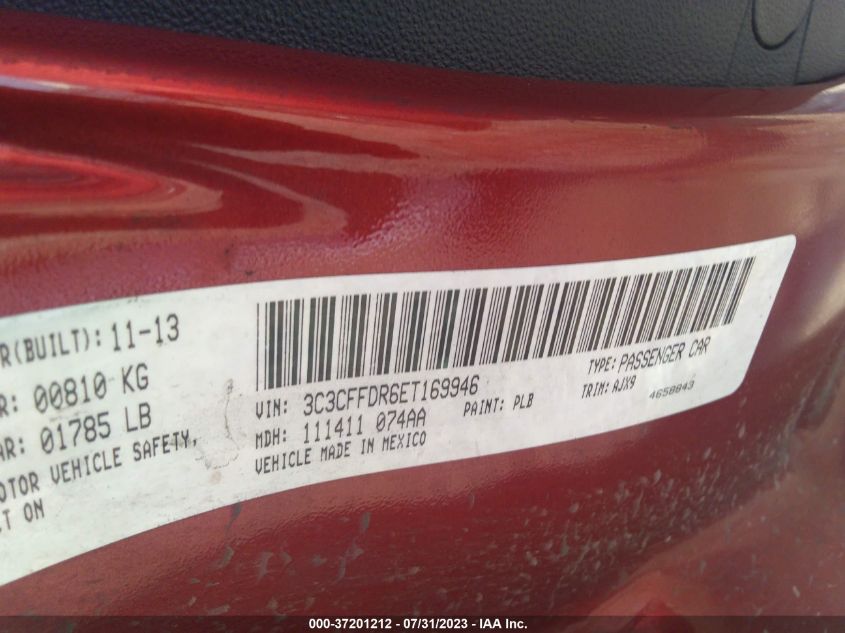 R(BUILT): 11-13
R: 00810 KG
AR: 01785 LB
OTOR VEHICLE SAFETY,
LT ON
VIN: 3C3CFFDR6ET169946
MDH: 111411 074AA
VEHICLE MADE IN MEXICO
PAINT: PLB
TYPE: PASSENGER CAR
TRIM: AJX9
4658843
000-37201212 - 07/31/2023 - IAA Inc.